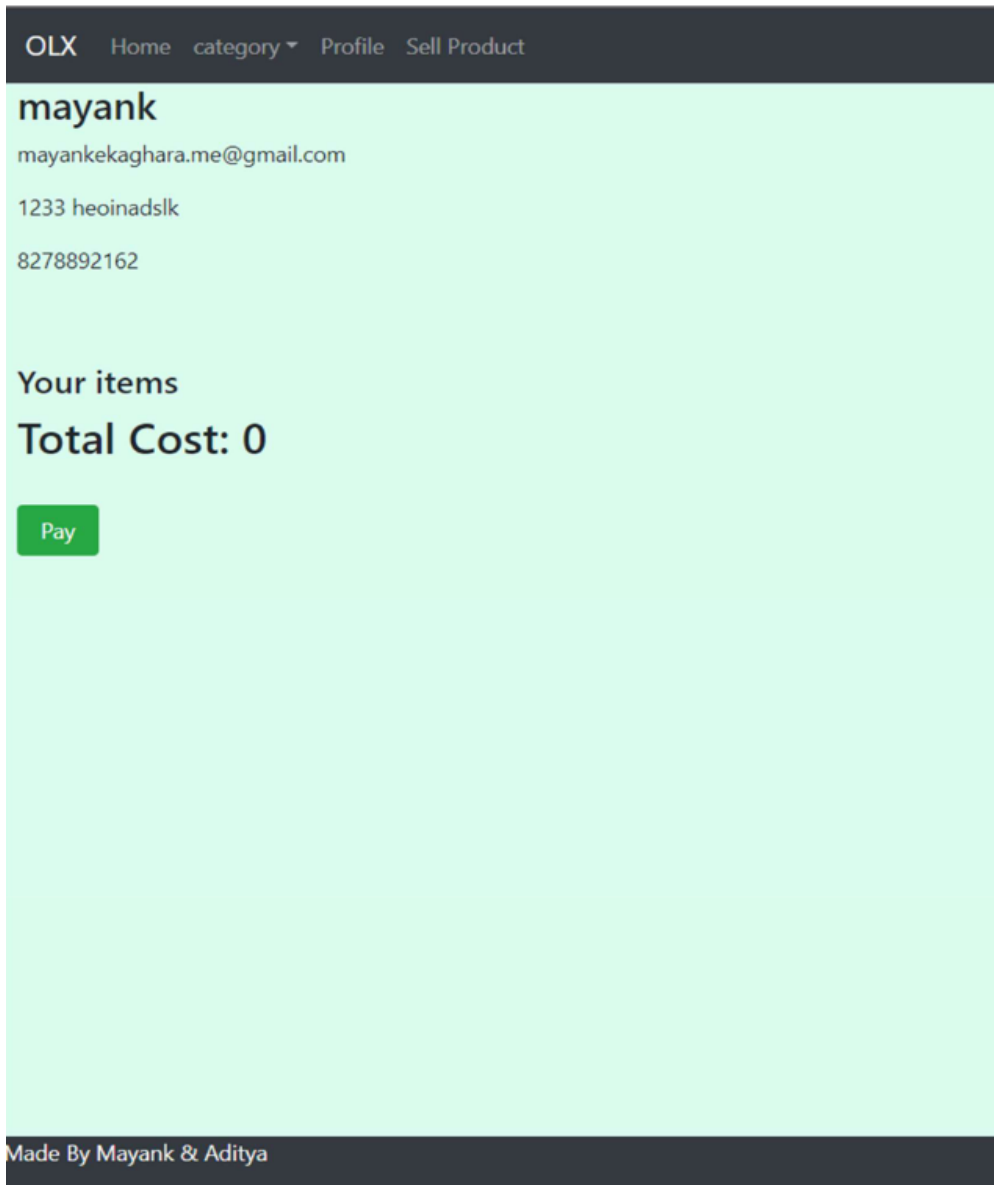 OLX Home category Profile Sell Product
mayank
mayankekaghara.me@gmail.com
1233 heoinadslk
8278892162
Your items
Total Cost: 0
Pay
Made By Mayank & Aditya